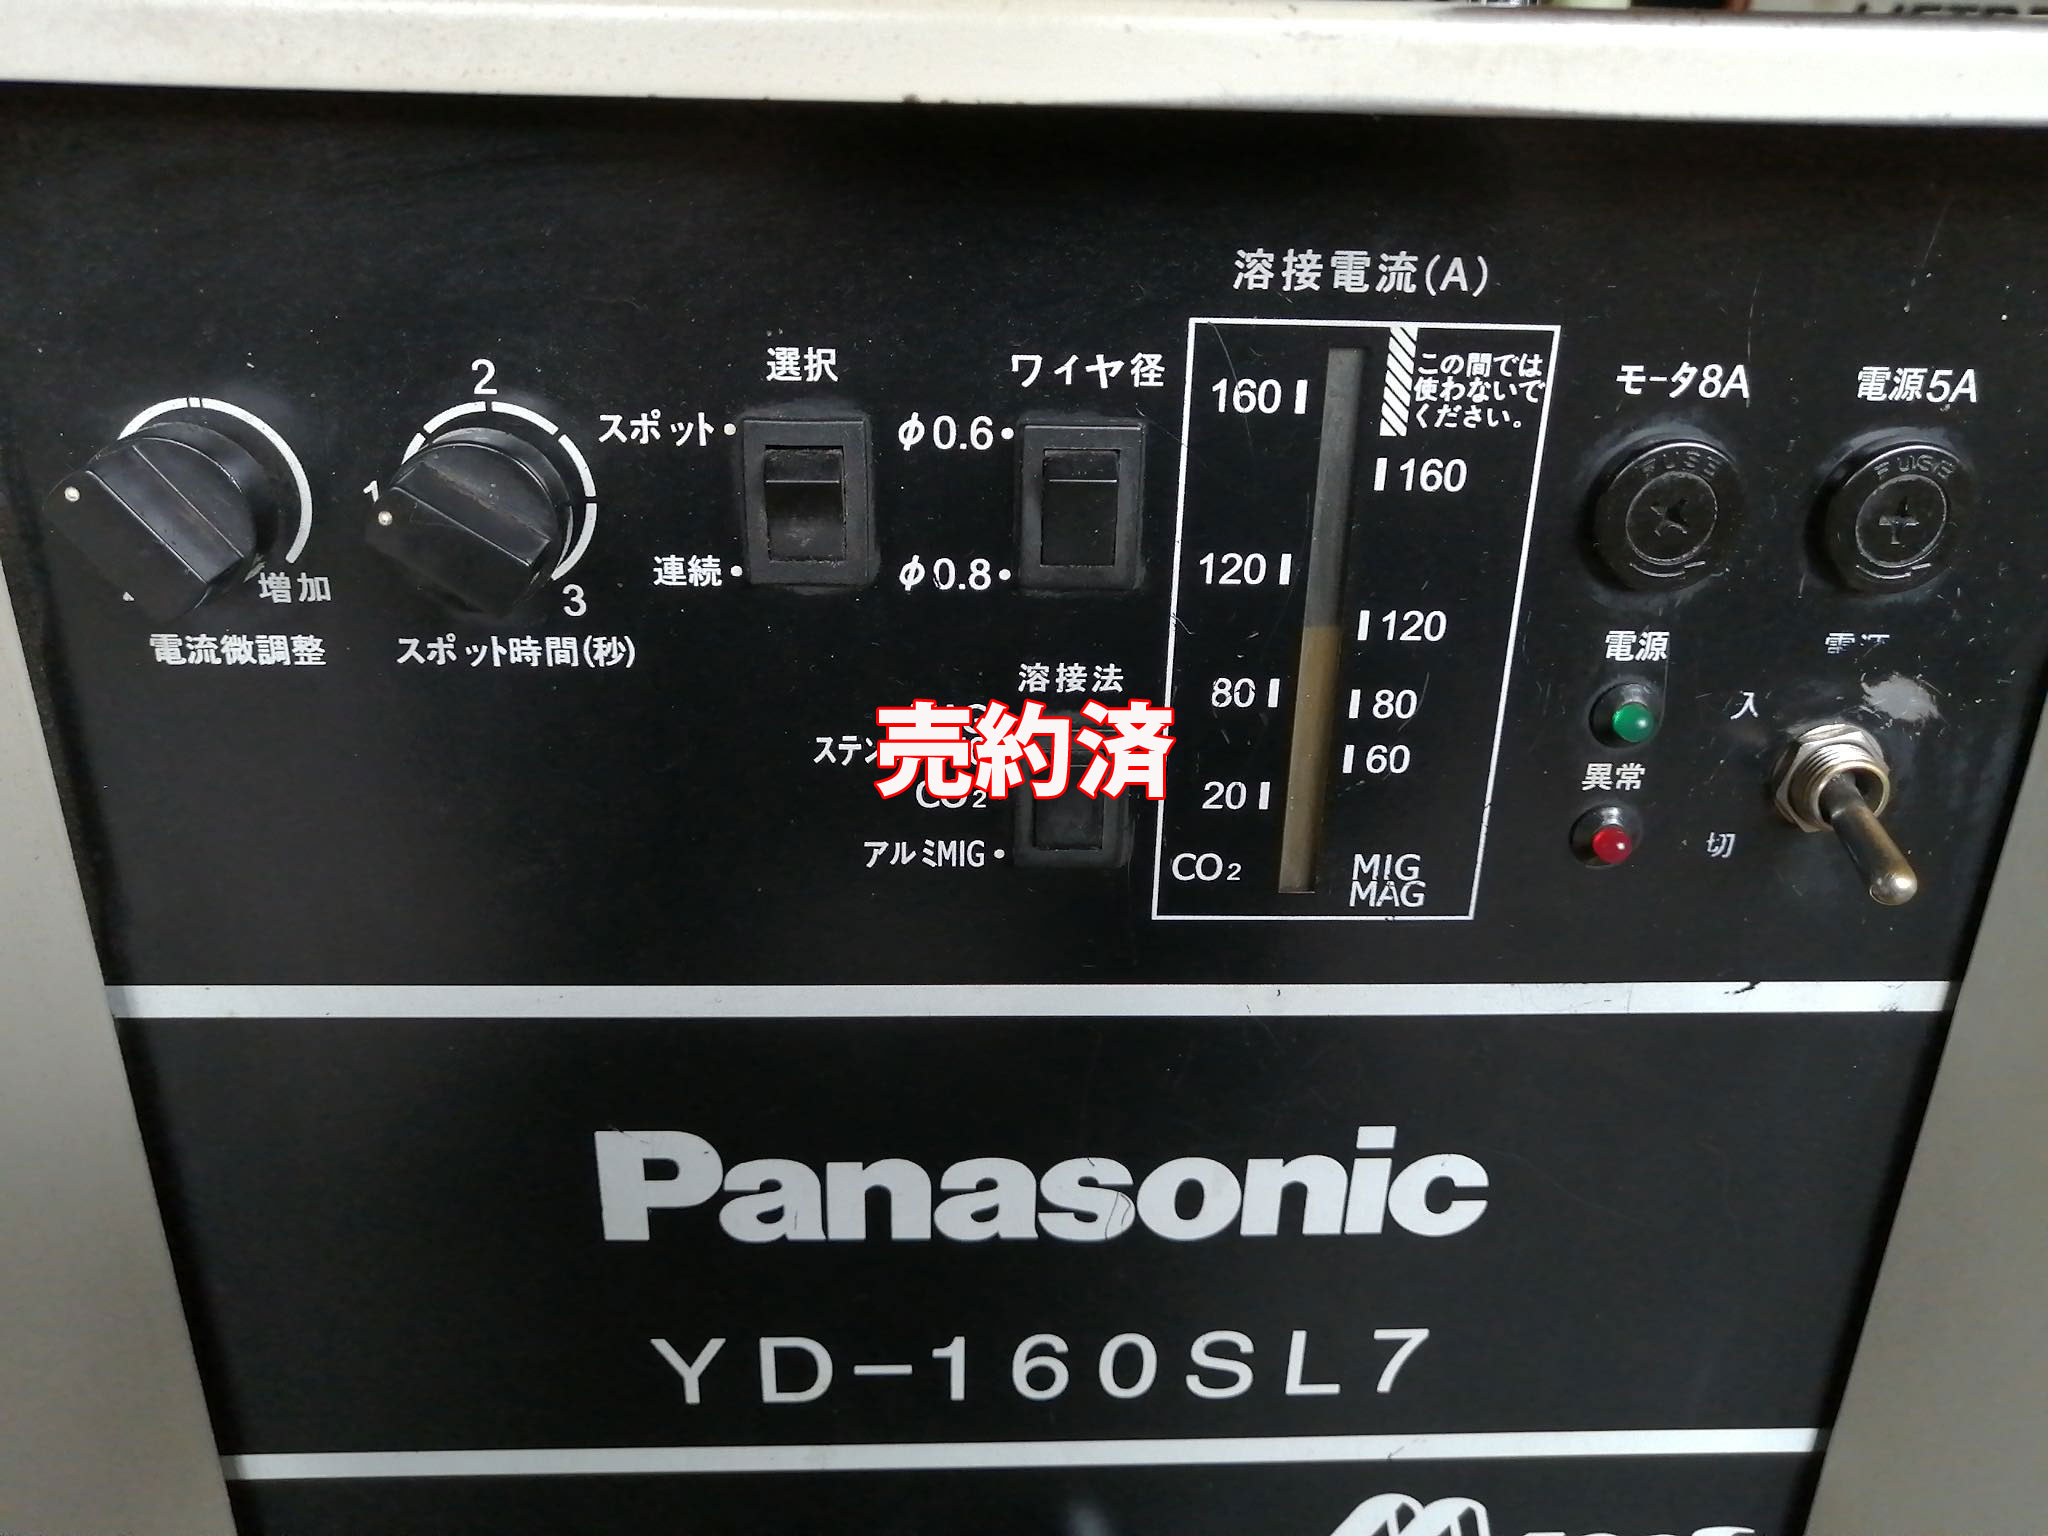 溶接電流(A)
電流微調整
増加
スポット時間(秒)
1
2
3
選択
スポット
連続
ワイヤ径
φ0.6
φ0.8
溶接法
CO2
アルミMIG
160
120
80
20
CO2
この間では
使わないで
ください。
160
120
80
60
MIG
MAG
モータ8A
FUSE
電源5A
FUSE
電源
異常
入
切
売約済
Panasonic
YD-160SL7